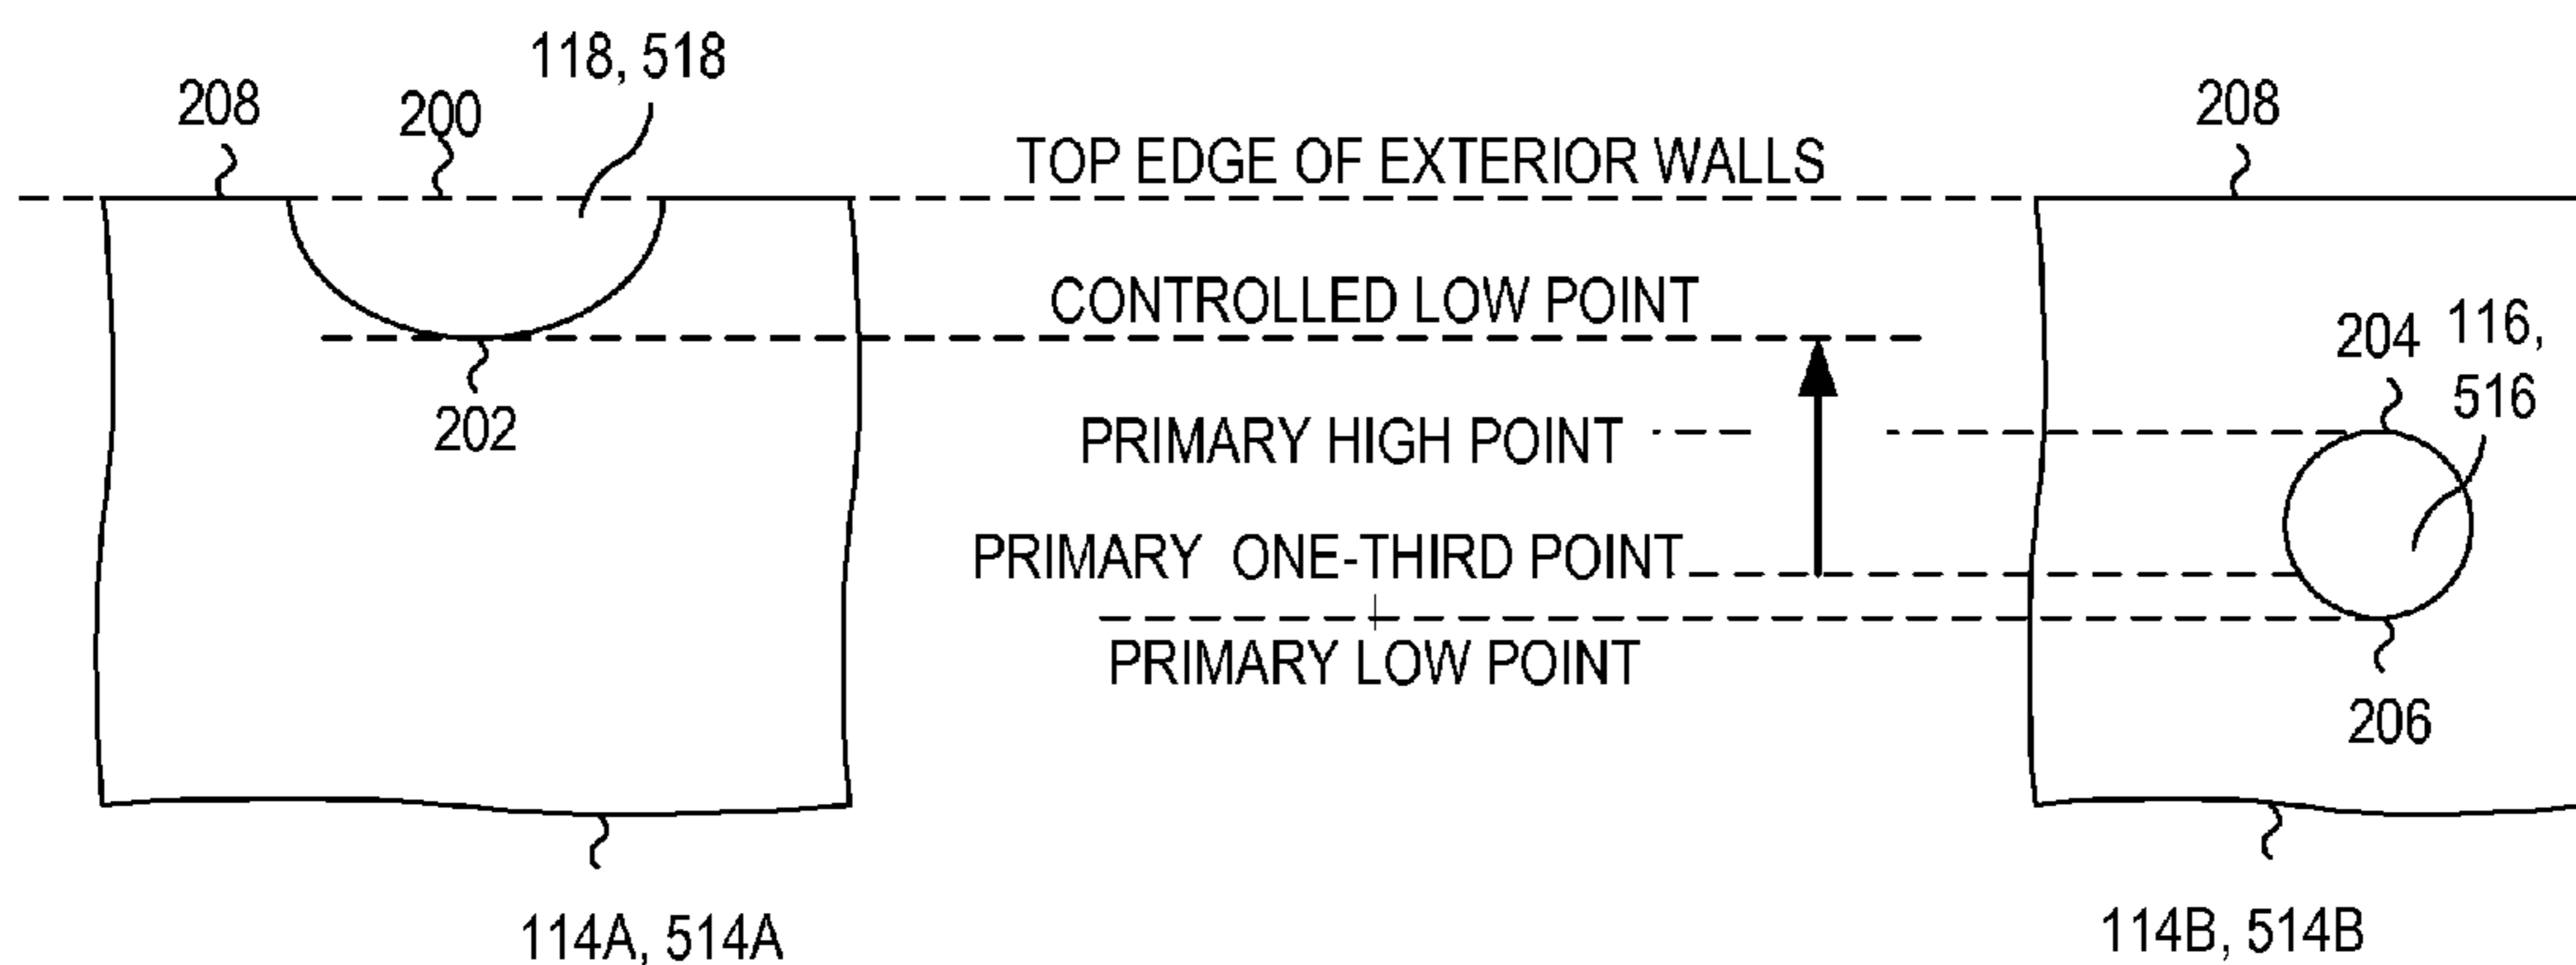 118, 518
208
200
208
TOP EDGE OF EXTERIOR WALLS
CONTROLLED LOW POINT
204
116,
516
202
PRIMARY HIGH POINT
PRIMARY ONE-THIRD POINT
PRIMARY LOW POINT
206
114A, 514A
114B, 514B